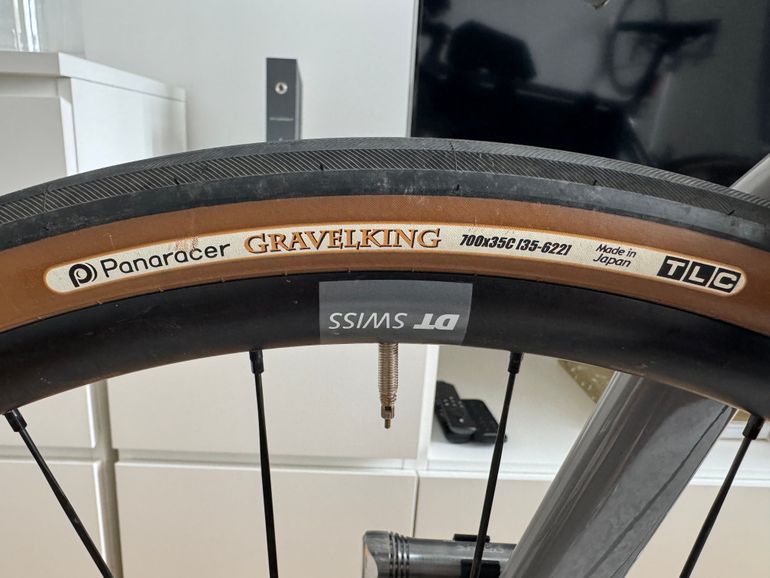 Panaracer GRAVELKING 700x35C [35-622] Made in Japan TLC
DT SWISS